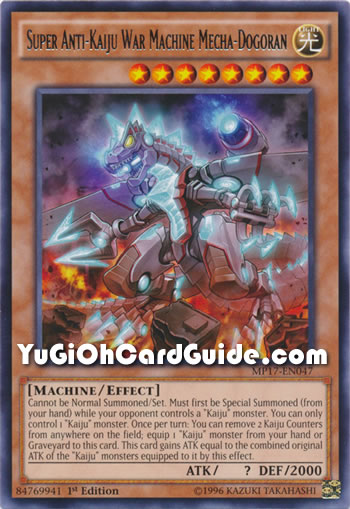 SUPER ANTI-KAIJU WAR MACHINE MECHA-DOGORAN
LIGHT
光
YuGiOhCardGuide.com
MP17-EN047
[MACHINE/EFFECT]
Cannot be Normal Summoned/Set. Must first be Special Summoned (from
your hand) while your opponent controls a "Kaiju" monster. You can only
control 1 "Kaiju" monster. Once per turn: You can remove 2 Kaiju Counters
from anywhere on the field; equip 1 "Kaiju" monster from your hand or
Graveyard to this card. This card gains ATK equal to the combined original
ATK of the "Kaiju" monsters equipped to it by this effect.
ATK / ? DEF/2000
84769941 1st Edition ©1996 KAZUKI TAKAHASHI